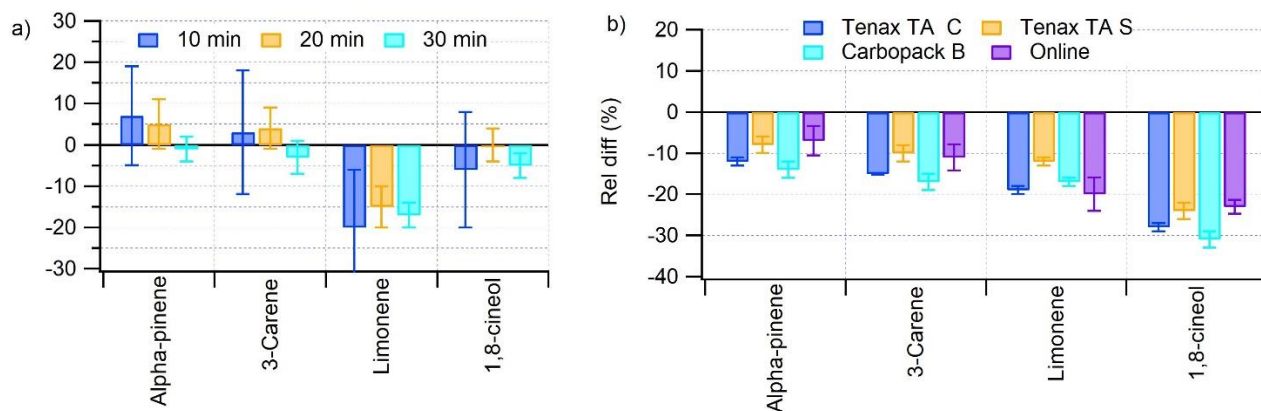 a)
10 min 20 min 30 min
30
20
10
0
-10
-20
-30
Alpha-pinene
3-Carene
Limonene
1,8-cineol
b)
Tenax TA C Tenax TA S
Carbopack B Online
Rel diff (%)
20
10
0
-10
-20
-30
-40
Alpha-pinene
3-Carene
Limonene
1,8-cineol